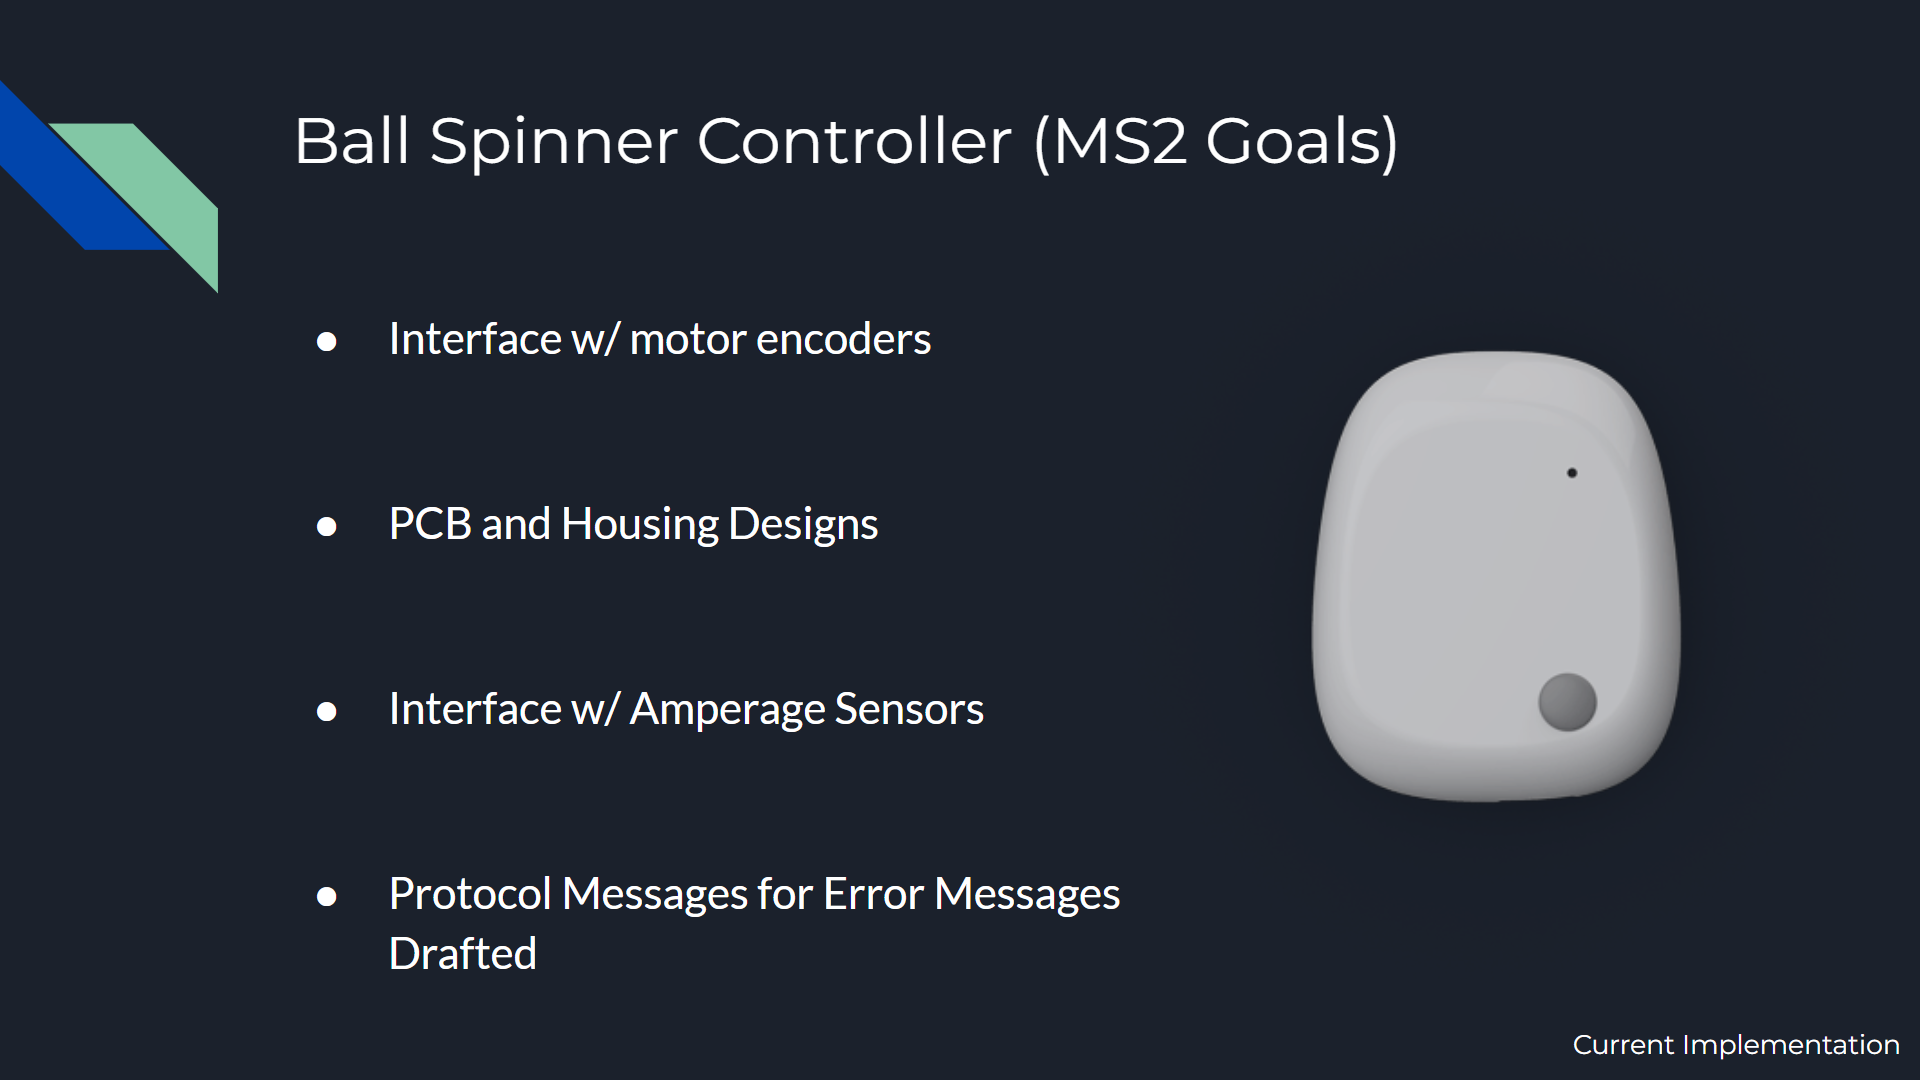 Ball Spinner Controller (MS2 Goals)
● Interface w/ motor encoders
● PCB and Housing Designs
● Interface w/ Amperage Sensors
● Protocol Messages for Error Messages
Drafted
Current Implementation